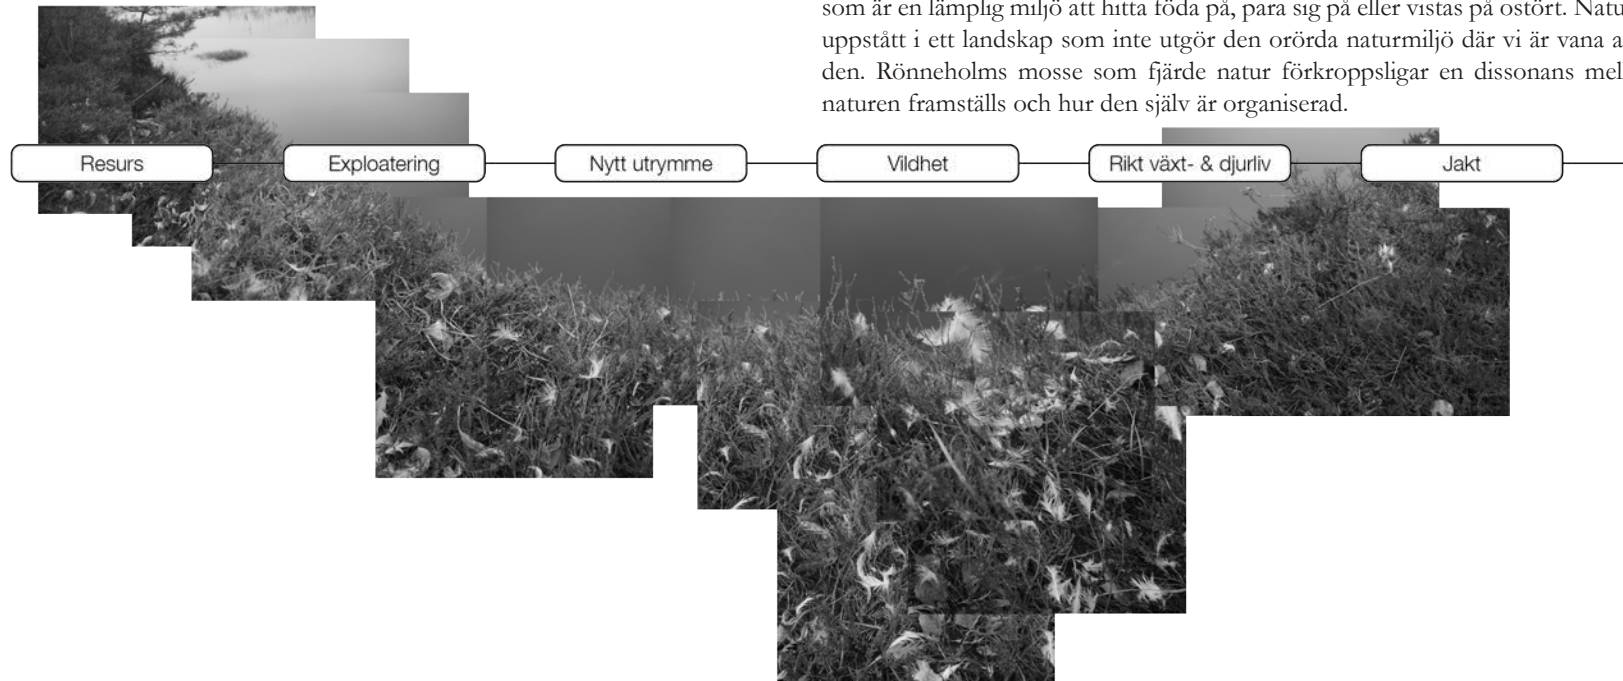 som är en lämplig miljö att hitta föda på, para sig på eller vistas på ostört. Natu
uppstått i ett landskap som inte utgör den orörda naturmiljö där vi är vana a
den. Rönneholms mosse som fjärde natur förkroppsligar en dissonans mel
naturen framställs och hur den själv är organiserad.
Resurs
Exploatering
Nytt utrymme
Vildhet
Rikt växt- & djurliv
Jakt